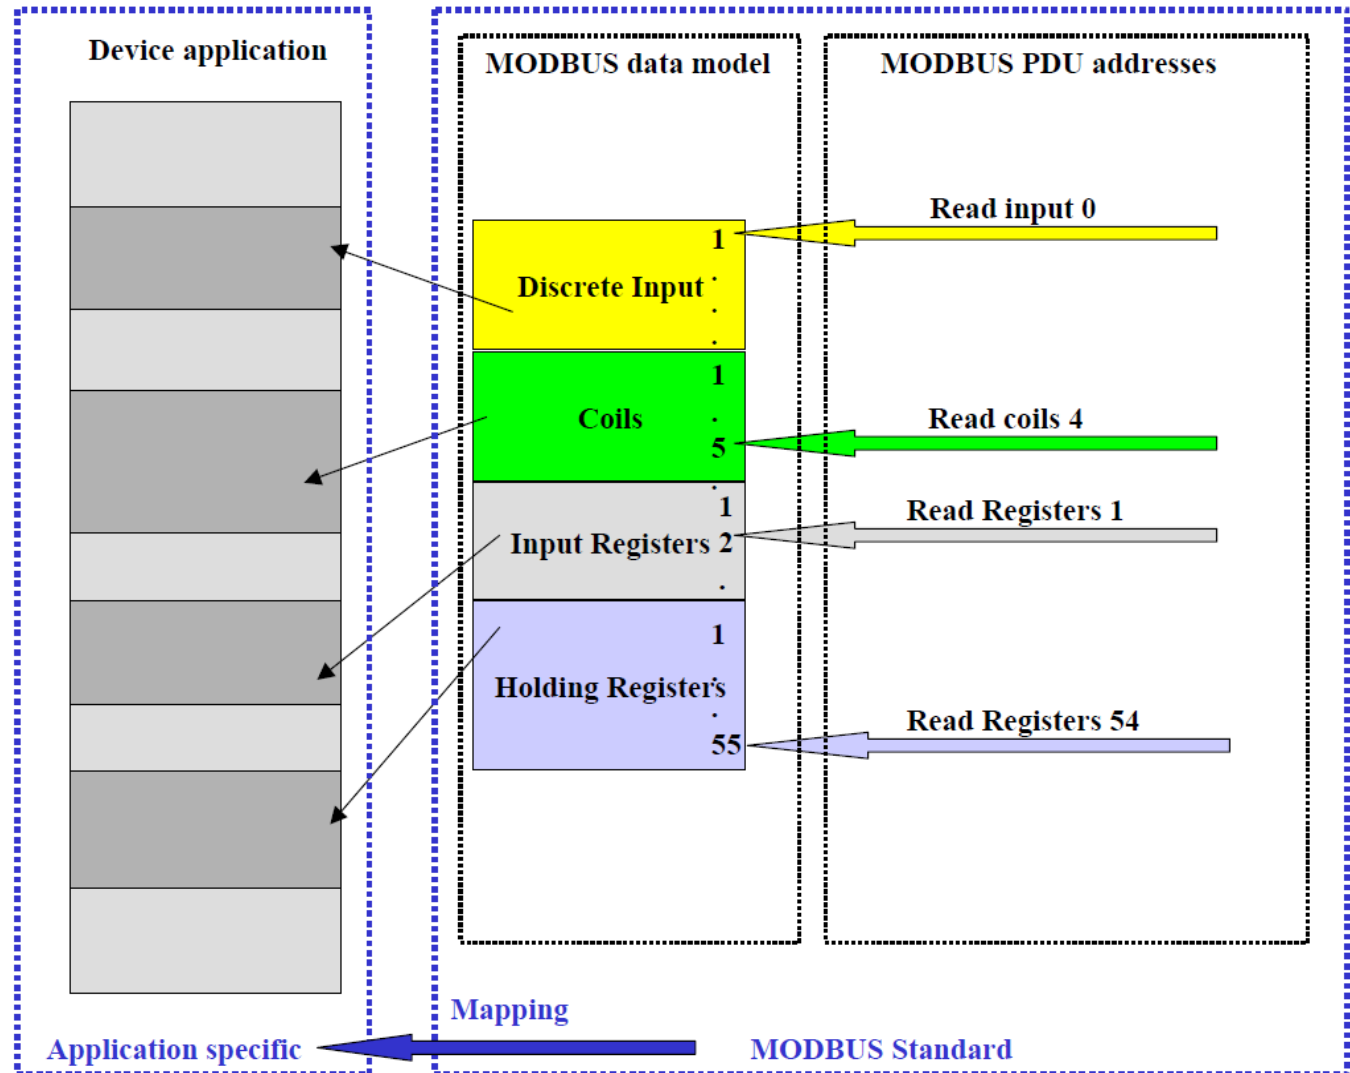 Device application
MODBUS data model
MODBUS PDU addresses
Read input 0
1
Discrete Input
.
.
.
1
Coils
.
Read coils 4
5
.
1
Read Registers 1
Input Registers 2
.
1
Holding Registers
.
.
Read Registers 54
55
Mapping
Application specific
MODBUS Standard